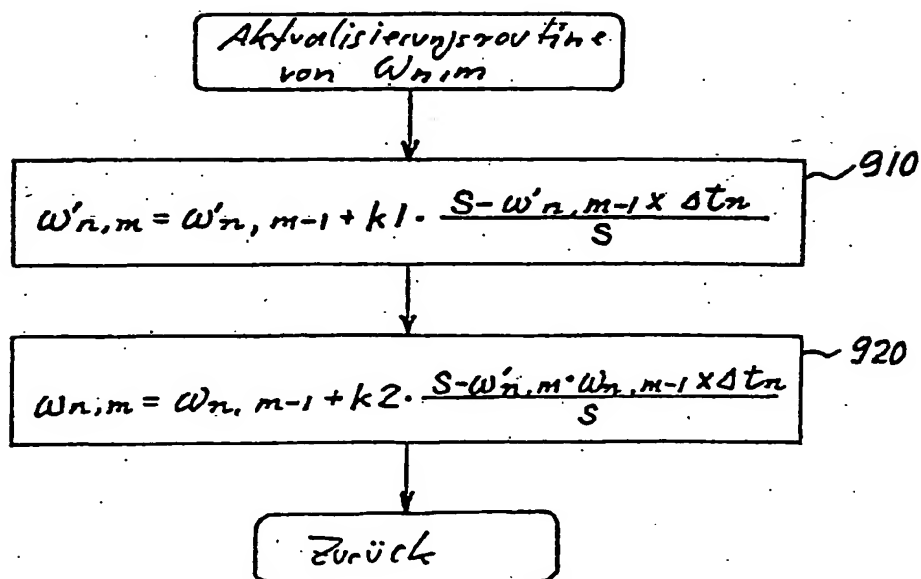 Aktualisierungsroutine
von ωn,m
910
ω'n,m = ω'n, m-1 + k1 · (S - ω'n, m-1 × Δtn) / S
920
ωn,m = ωn, m-1 + k2 · (S - ω'n,m · ωn, m-1 × Δtn) / S
Zurück